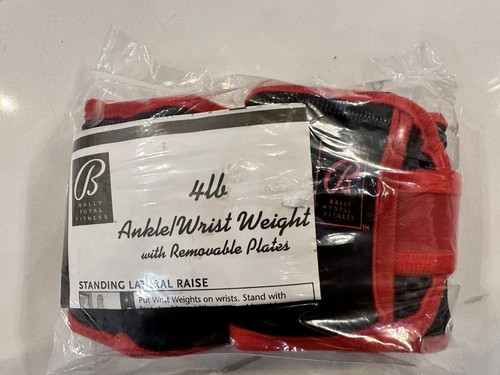 B
BALLY
TOTAL
FITNESS
4lb
Ankle/Wrist Weight
with Removable Plates
STANDING LATERAL RAISE
Put Wrist Weights on wrists. Stand with
B
BALLY
TOTAL
FITNESS
TM